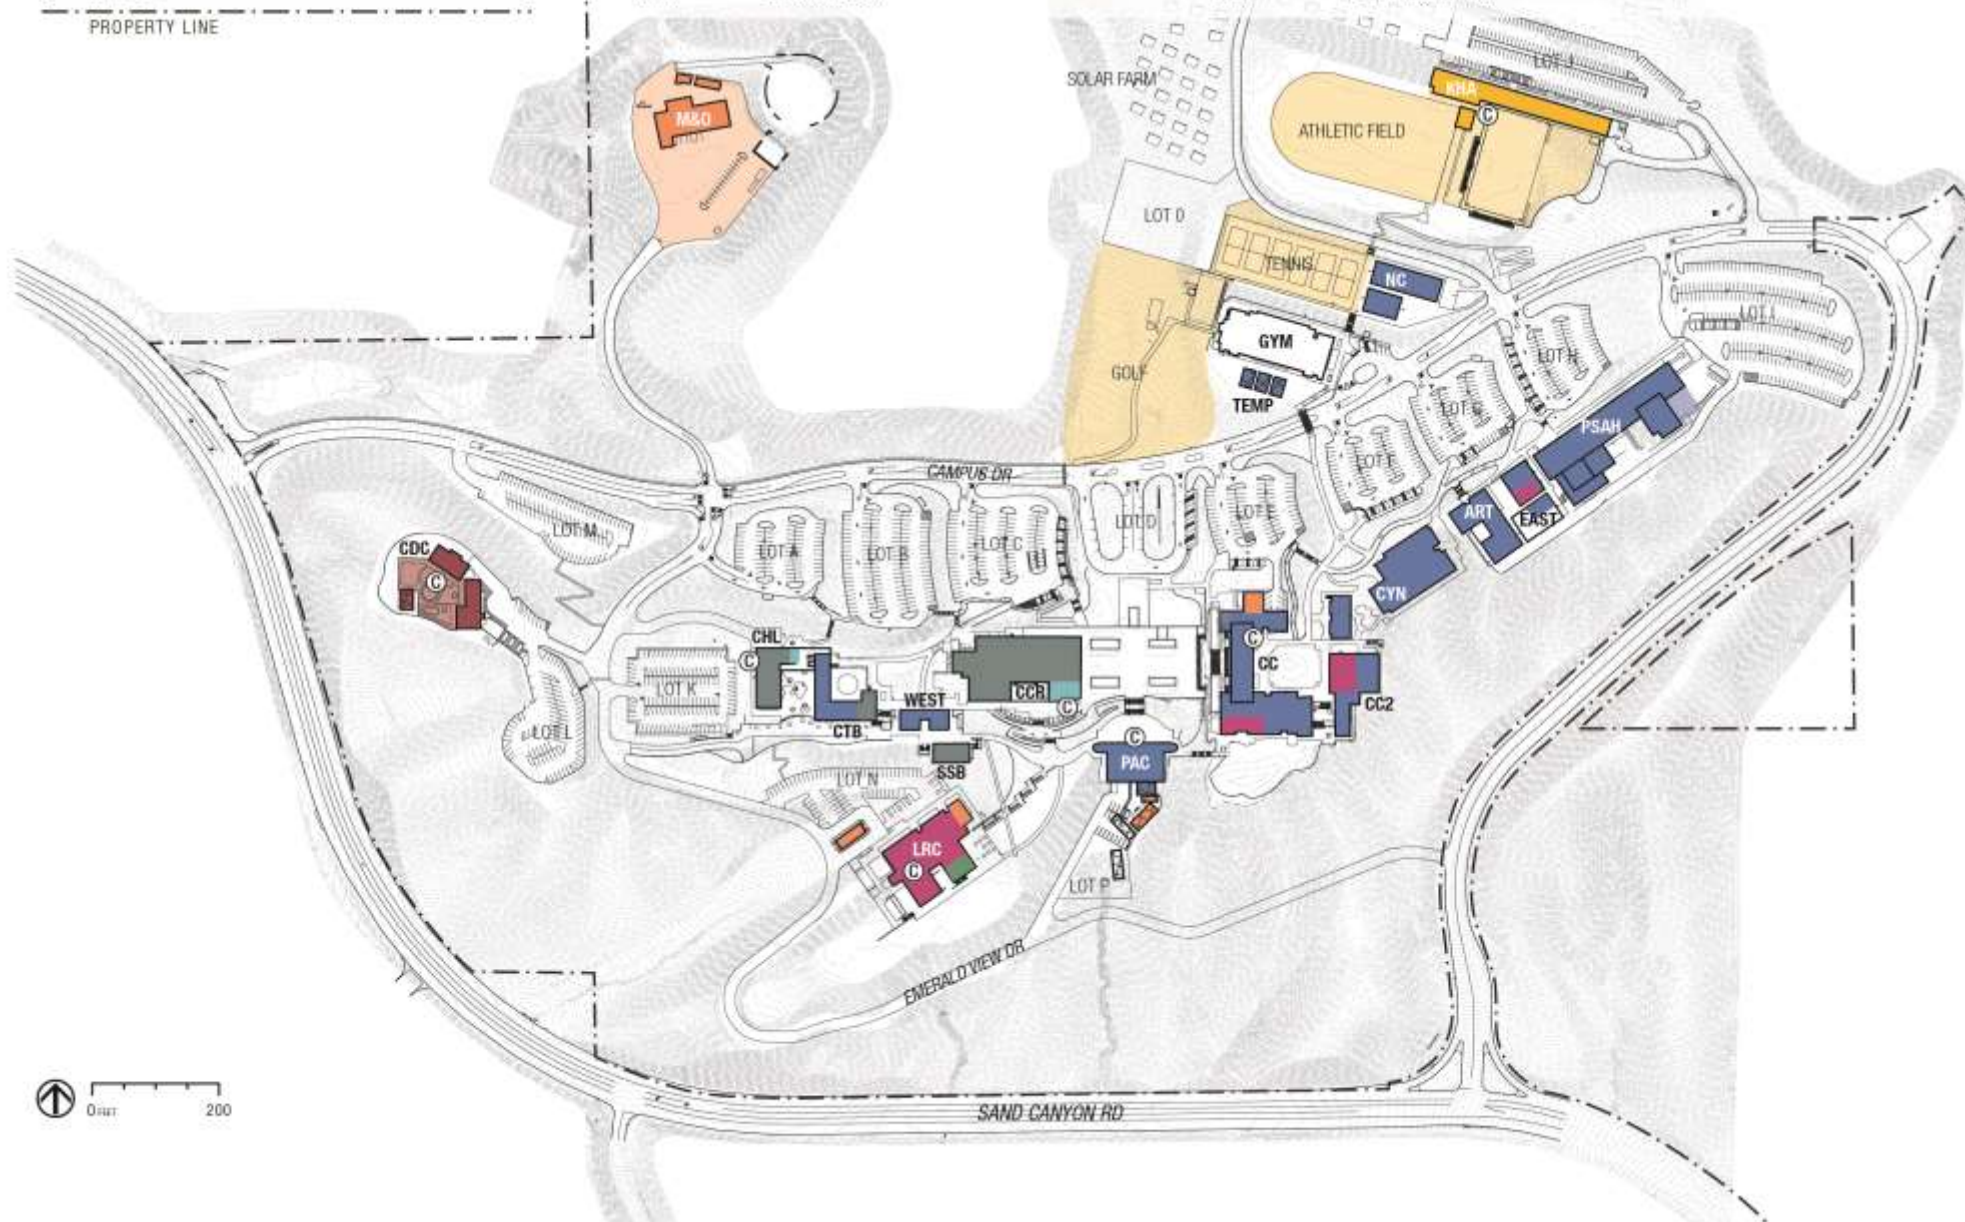 PROPERTY LINE
SOLAR FARM
LOT J
KHA
C
ATHLETIC FIELD
M&O
LOT D
TENNIS
NC
LOT I
GYM
LOT H
GOLF
TEMP
LOT G
PSAH
LOT F
CAMPUS DR
LOT M
LOT A
LOT B
LOT C
LOT D
LOT E
ART
EAST
CDC
C
CYN
CHL
C
LOT K
WEST
CCR
C
C
CC
CC2
CTB
LOT L
SSB
C
PAC
LOT N
LRC
C
LOT P
EMERALD VIEW DR
0 FEET 200
SAND CANYON RD